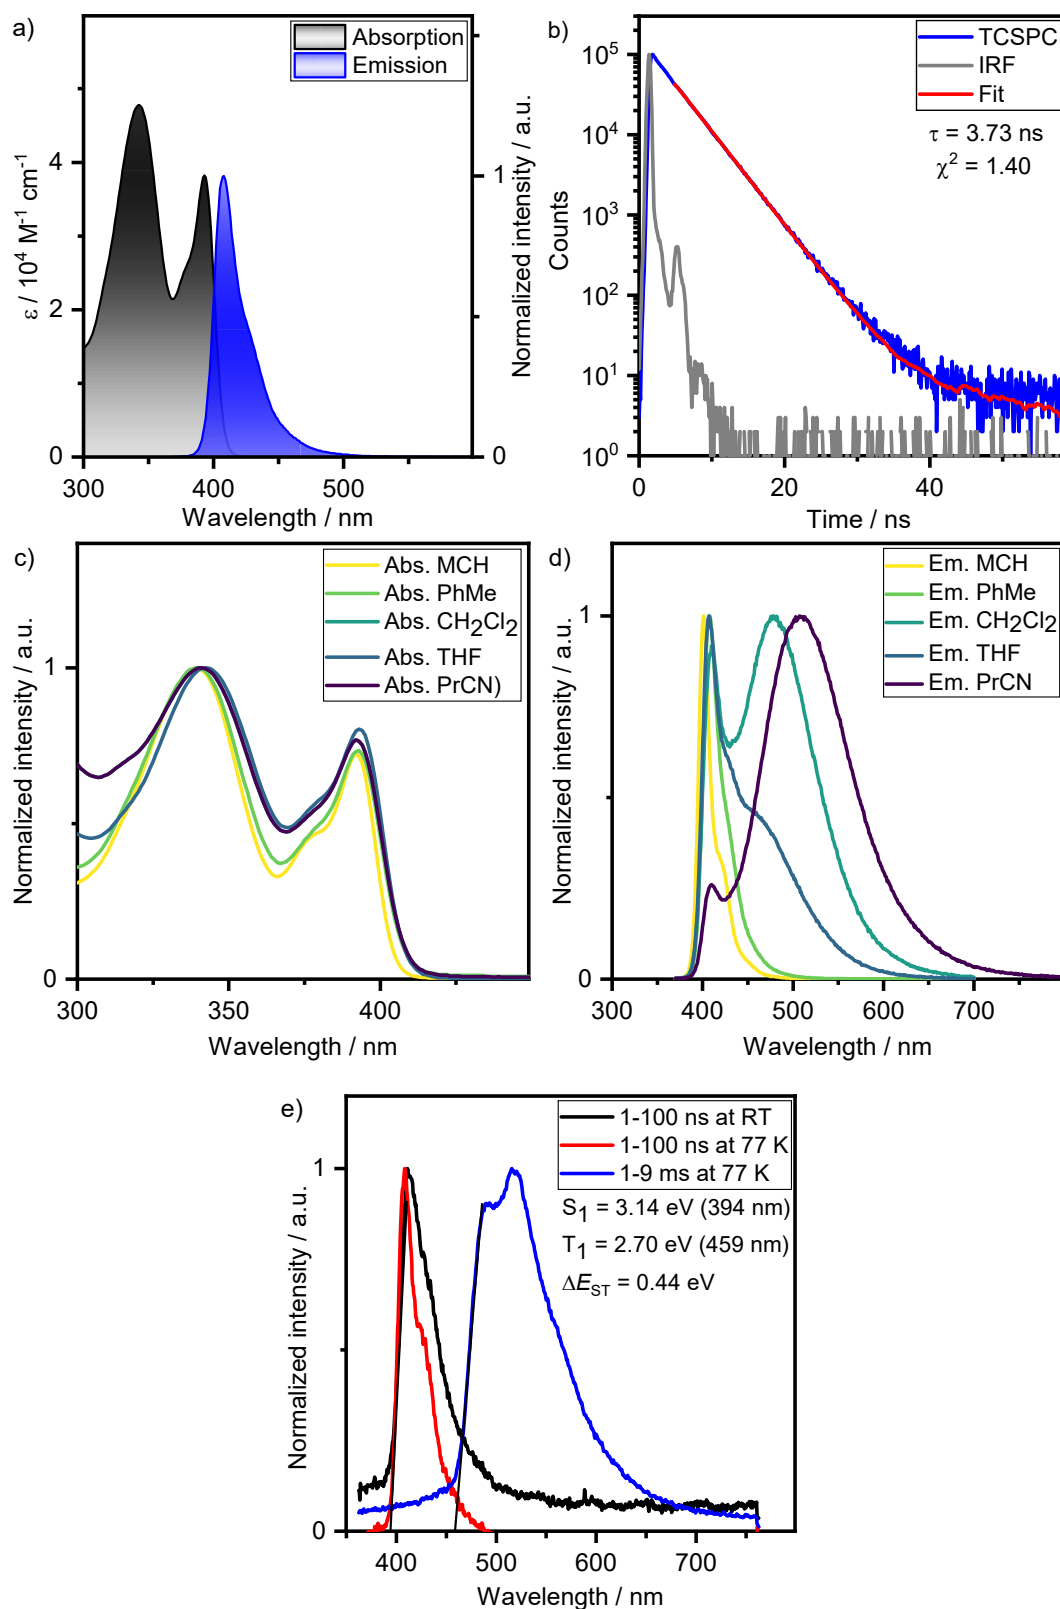 a)
Absorption
Emission
ε / 10⁴ M⁻¹ cm⁻¹
4
2
0
Normalized intensity / a.u.
1
0
300 400 500
Wavelength / nm
b)
TCSPC
IRF
Fit
τ = 3.73 ns
χ² = 1.40
Counts
10⁵
10⁴
10³
10²
10¹
10⁰
0 20 40
Time / ns
c)
Abs. MCH
Abs. PhMe
Abs. CH₂Cl₂
Abs. THF
Abs. PrCN)
Normalized intensity / a.u.
1
0
300 350 400
Wavelength / nm
d)
Em. MCH
Em. PhMe
Em. CH₂Cl₂
Em. THF
Em. PrCN
Normalized intensity / a.u.
1
0
300 400 500 600 700
Wavelength / nm
e)
1-100 ns at RT
1-100 ns at 77 K
1-9 ms at 77 K
S₁ = 3.14 eV (394 nm)
T₁ = 2.70 eV (459 nm)
ΔE_ST = 0.44 eV
Normalized intensity / a.u.
1
0
400 500 600 700
Wavelength / nm